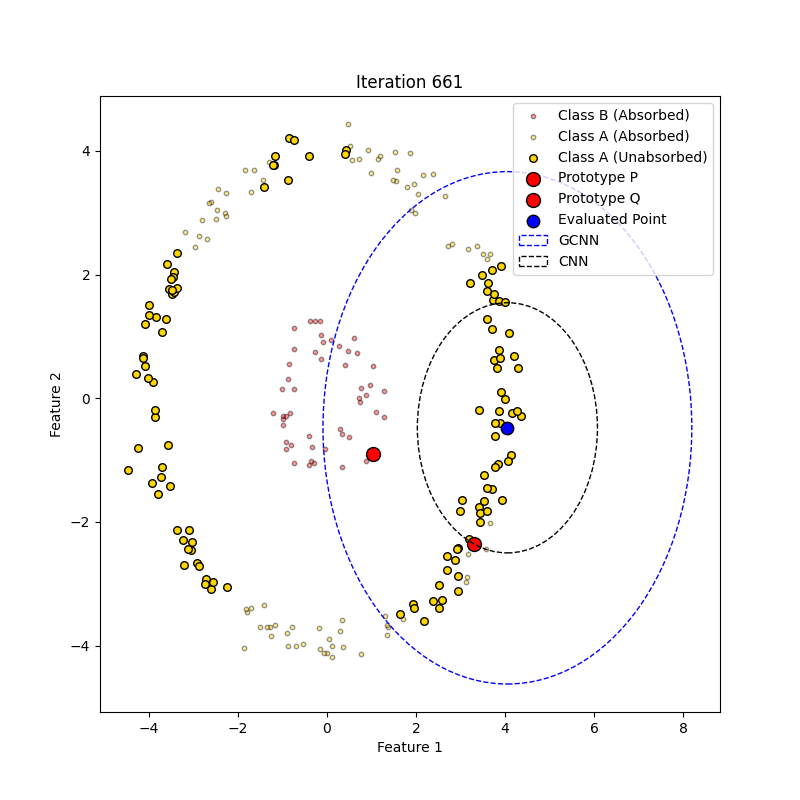 Iteration 661
Class B (Absorbed)
Class A (Absorbed)
Class A (Unabsorbed)
Prototype P
Prototype Q
Evaluated Point
GCNN
CNN
4
2
0
−2
−4
Feature 2
−4
−2
0
2
4
6
8
Feature 1